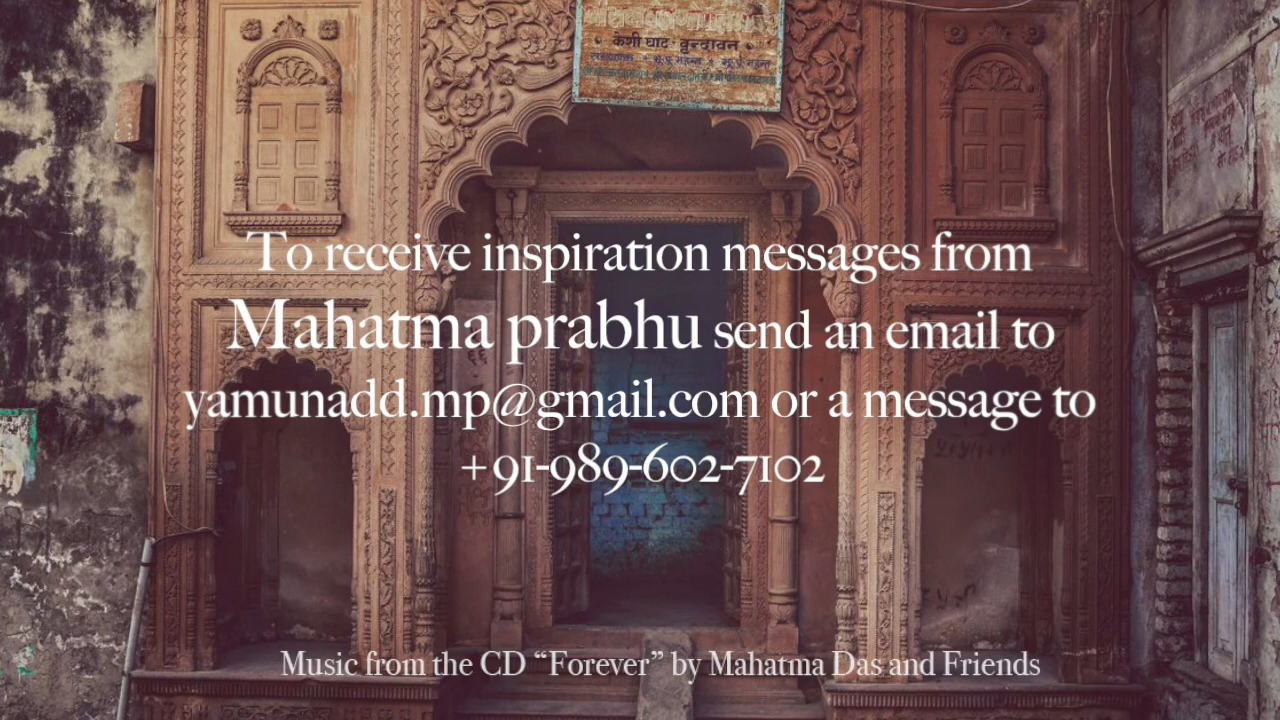 केशी घाट वृन्दावन
To receive inspiration messages from
Mahatma prabhu send an email to
yamunadd.mp@gmail.com or a message to
+91-989-602-7102
Music from the CD “Forever” by Mahatma Das and Friends